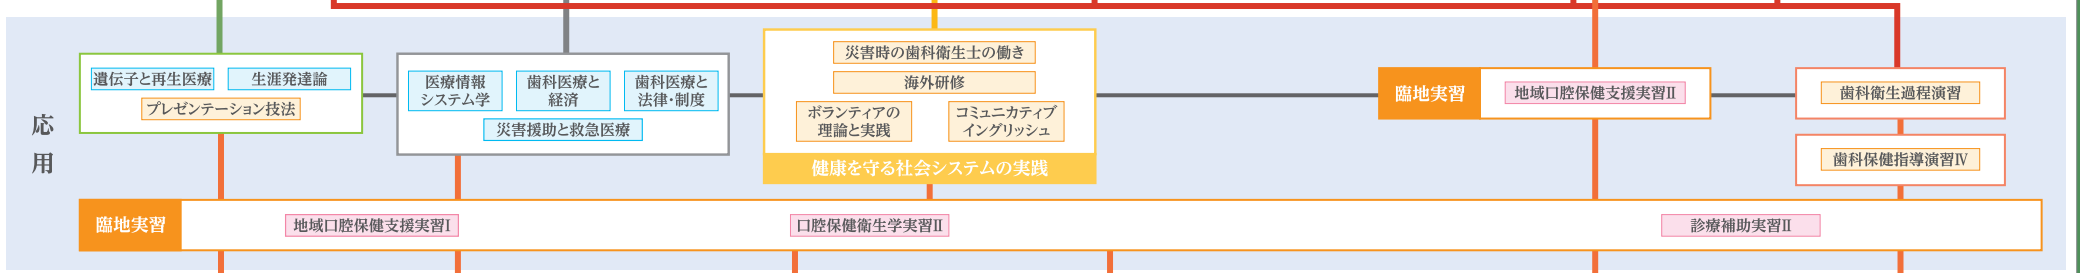 応用
遺伝子と再生医療
生涯発達論
プレゼンテーション技法
医療情報
システム学
歯科医療と
経済
歯科医療と
法律・制度
災害援助と救急医療
災害時の歯科衛生士の働き
海外研修
ボランティアの
理論と実践
コミュニカティブ
イングリッシュ
健康を守る社会システムの実践
臨地実習
地域口腔保健支援実習Ⅱ
歯科衛生過程演習
歯科保健指導演習Ⅳ
臨地実習
地域口腔保健支援実習Ⅰ
口腔保健衛生学実習Ⅱ
診療補助実習Ⅱ